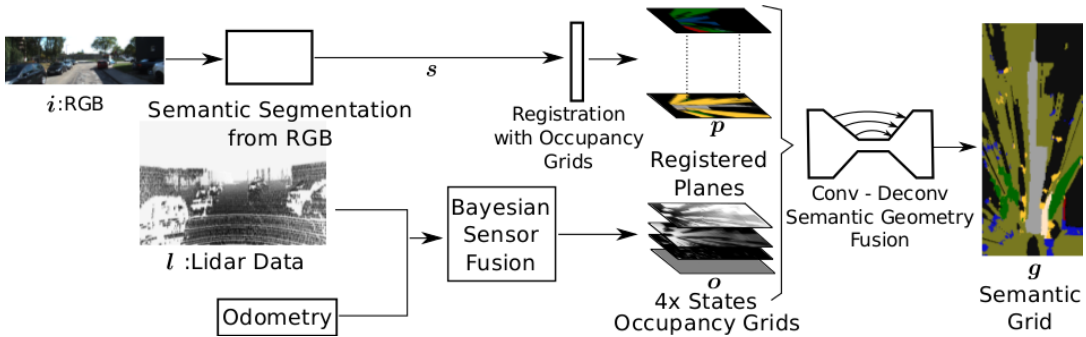 i:RGB
Semantic Segmentation
from RGB
s
Registration
with Occupancy
Grids
p
Registered
Planes
l :Lidar Data
Odometry
Bayesian
Sensor
Fusion
o
4x States
Occupancy Grids
Conv - Deconv
Semantic Geometry
Fusion
g
Semantic
Grid